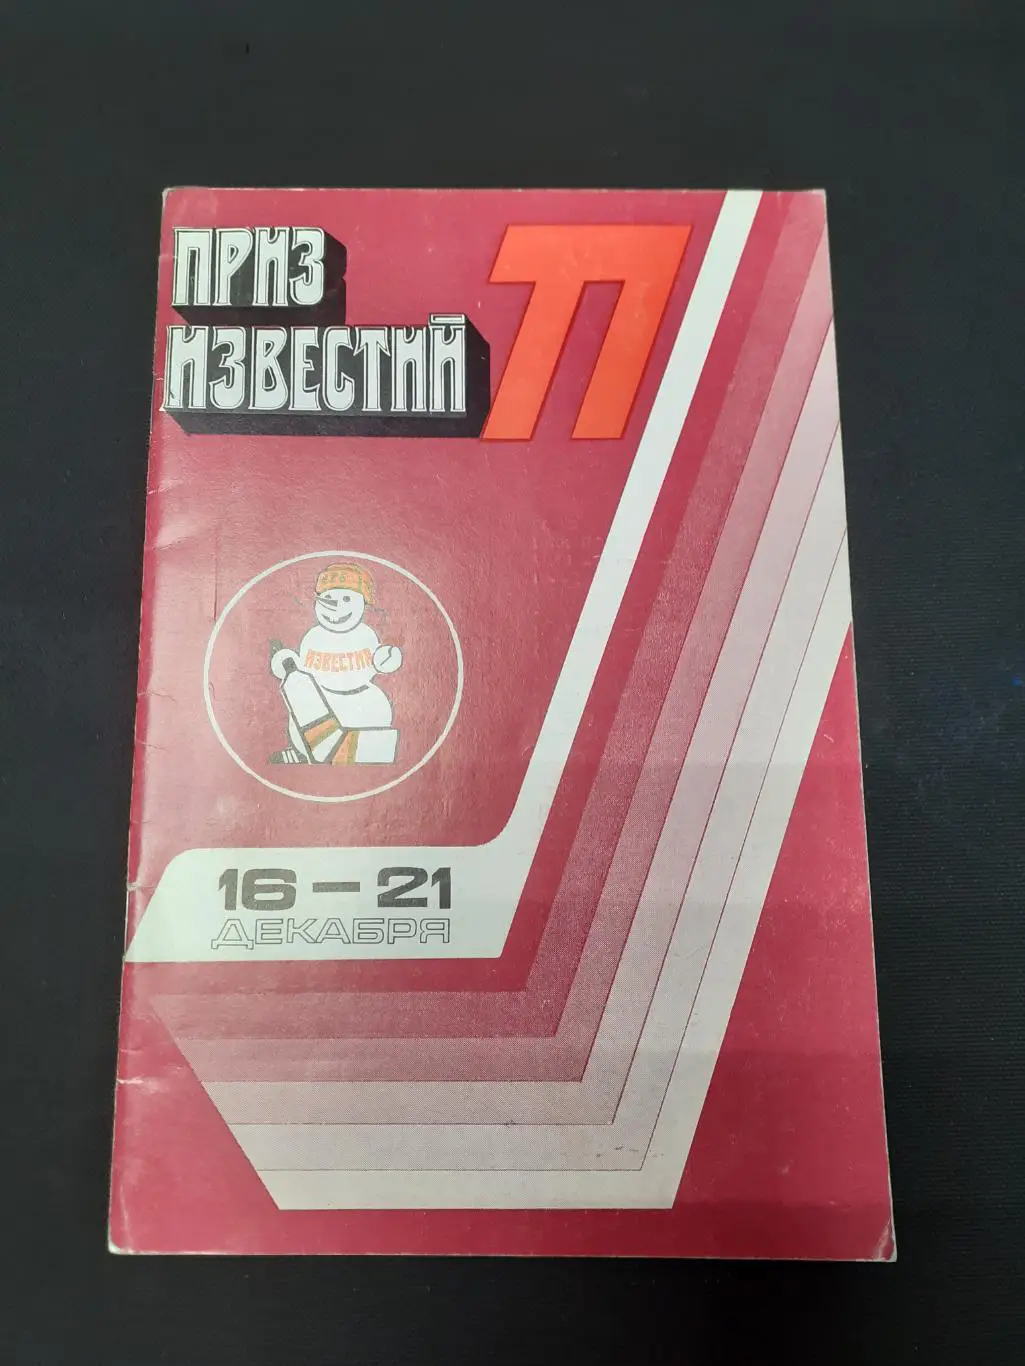 ПРИЗ
ИЗВЕСТИЙ
77
ИЗВЕСТИЯ
16 – 21
ДЕКАБРЯ